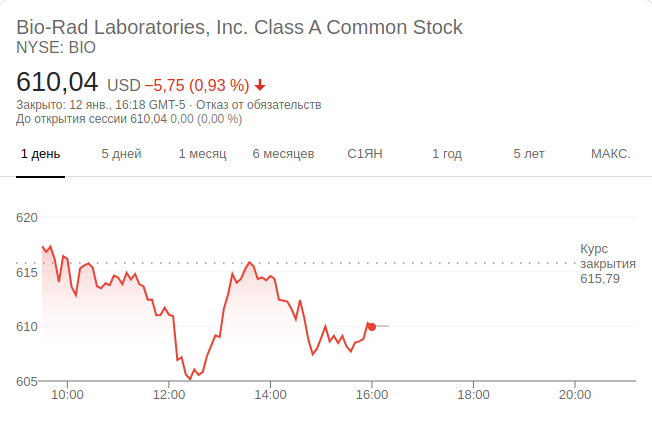 Bio-Rad Laboratories, Inc. Class A Common Stock
NYSE: BIO
610,04 USD −5,75 (0,93 %)
Закрыто: 12 янв., 16:18 GMT-5 · Отказ от обязательств
До открытия сессии 610,04 0,00 (0,00 %)
1 день 5 дней 1 месяц 6 месяцев С1ЯН 1 год 5 лет МАКС.
620
Курс
закрытия
615,79
615
610
605
10:00 12:00 14:00 16:00 18:00 20:00